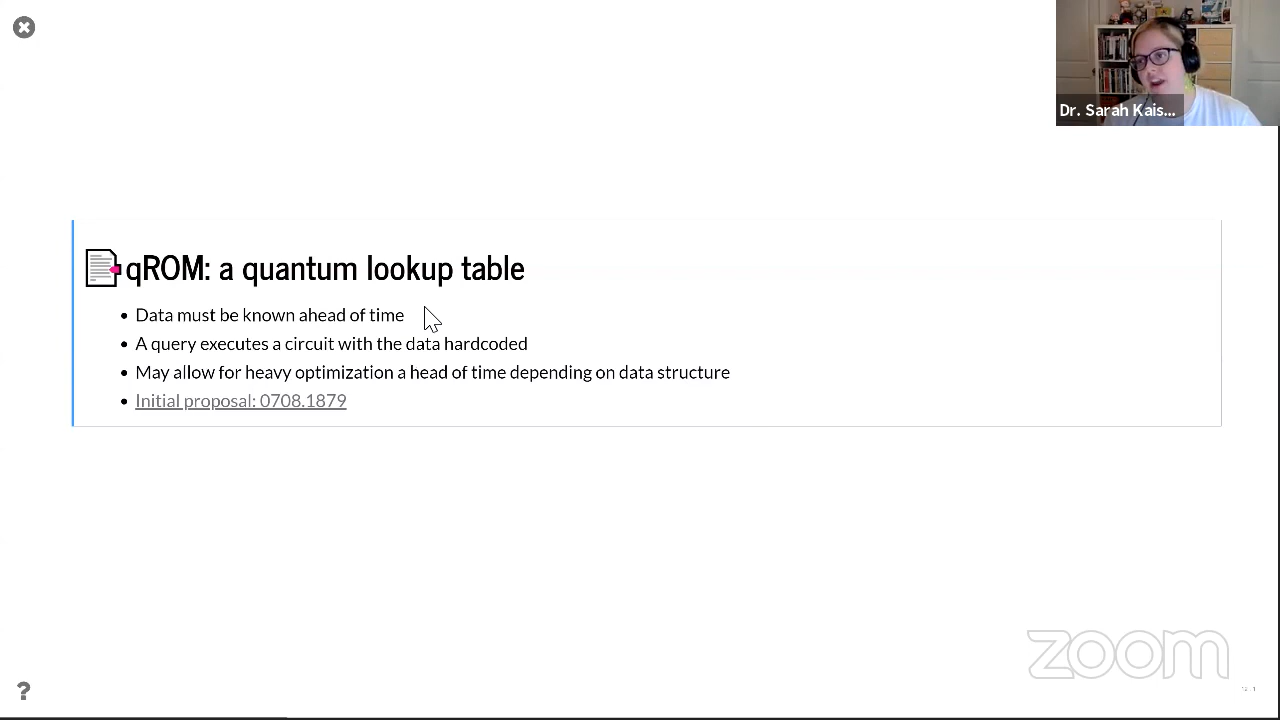 Dr. Sarah Kais...
qROM: a quantum lookup table
Data must be known ahead of time
A query executes a circuit with the data hardcoded
May allow for heavy optimization a head of time depending on data structure
Initial proposal: 0708.1879
zoom
?